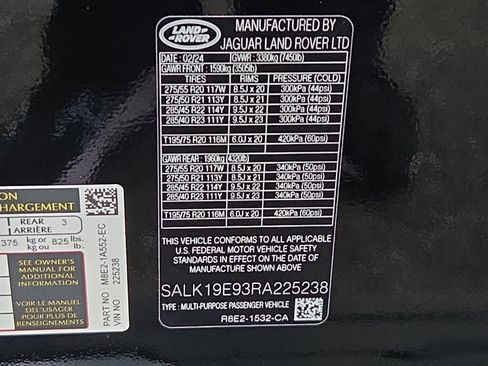 LAND
ROVER
MANUFACTURED BY
JAGUAR LAND ROVER LTD
DATE : 02/24 GVWR : 3380kg (7450lb)
GAWR FRONT : 1590kg (3505lb)
TIRES RIMS PRESSURE (COLD)
275/55 R20 117W 8.5J x 20 300kPa (44psi)
275/50 R21 113Y 8.5J x 21 300kPa (44psi)
285/45 R22 114Y 9.5J x 22 300kPa (44psi)
285/40 R23 111Y 9.5J x 23 300kPa (44psi)
T195/75 R20 116M 6.0J x 20 420kPa (60psi)
GAWR REAR : 1960kg (4320lb)
275/55 R20 117W 8.5J x 20 340kPa (50psi)
275/50 R21 113Y 8.5J x 21 340kPa (50psi)
285/45 R22 114Y 9.5J x 22 340kPa (50psi)
285/40 R23 111Y 9.5J x 23 340kPa (50psi)
T195/75 R20 116M 6.0J x 20 420kPa (60psi)
THIS VEHICLE CONFORMS TO ALL APPLICABLE
U.S. FEDERAL MOTOR VEHICLE SAFETY
STANDARDS IN EFFECT ON THE DATE OF
MANUFACTURE SHOWN ABOVE
SALK19E93RA225238
TYPE : MULTI-PURPOSE PASSENGER VEHICLE
R8E2-1532-CA
ION
CHARGEMENT
REAR 3
ARRIÈRE
375 kg or kg ou 825 lbs. lb.
SEE OWNER'S
MANUAL FOR
ADDITIONAL
INFORMATION
VOIR LE MANUEL
POUR PLUS DE
RENSEIGNEMENTS
PART NO M8E2-1A552-EC
VIN 225238